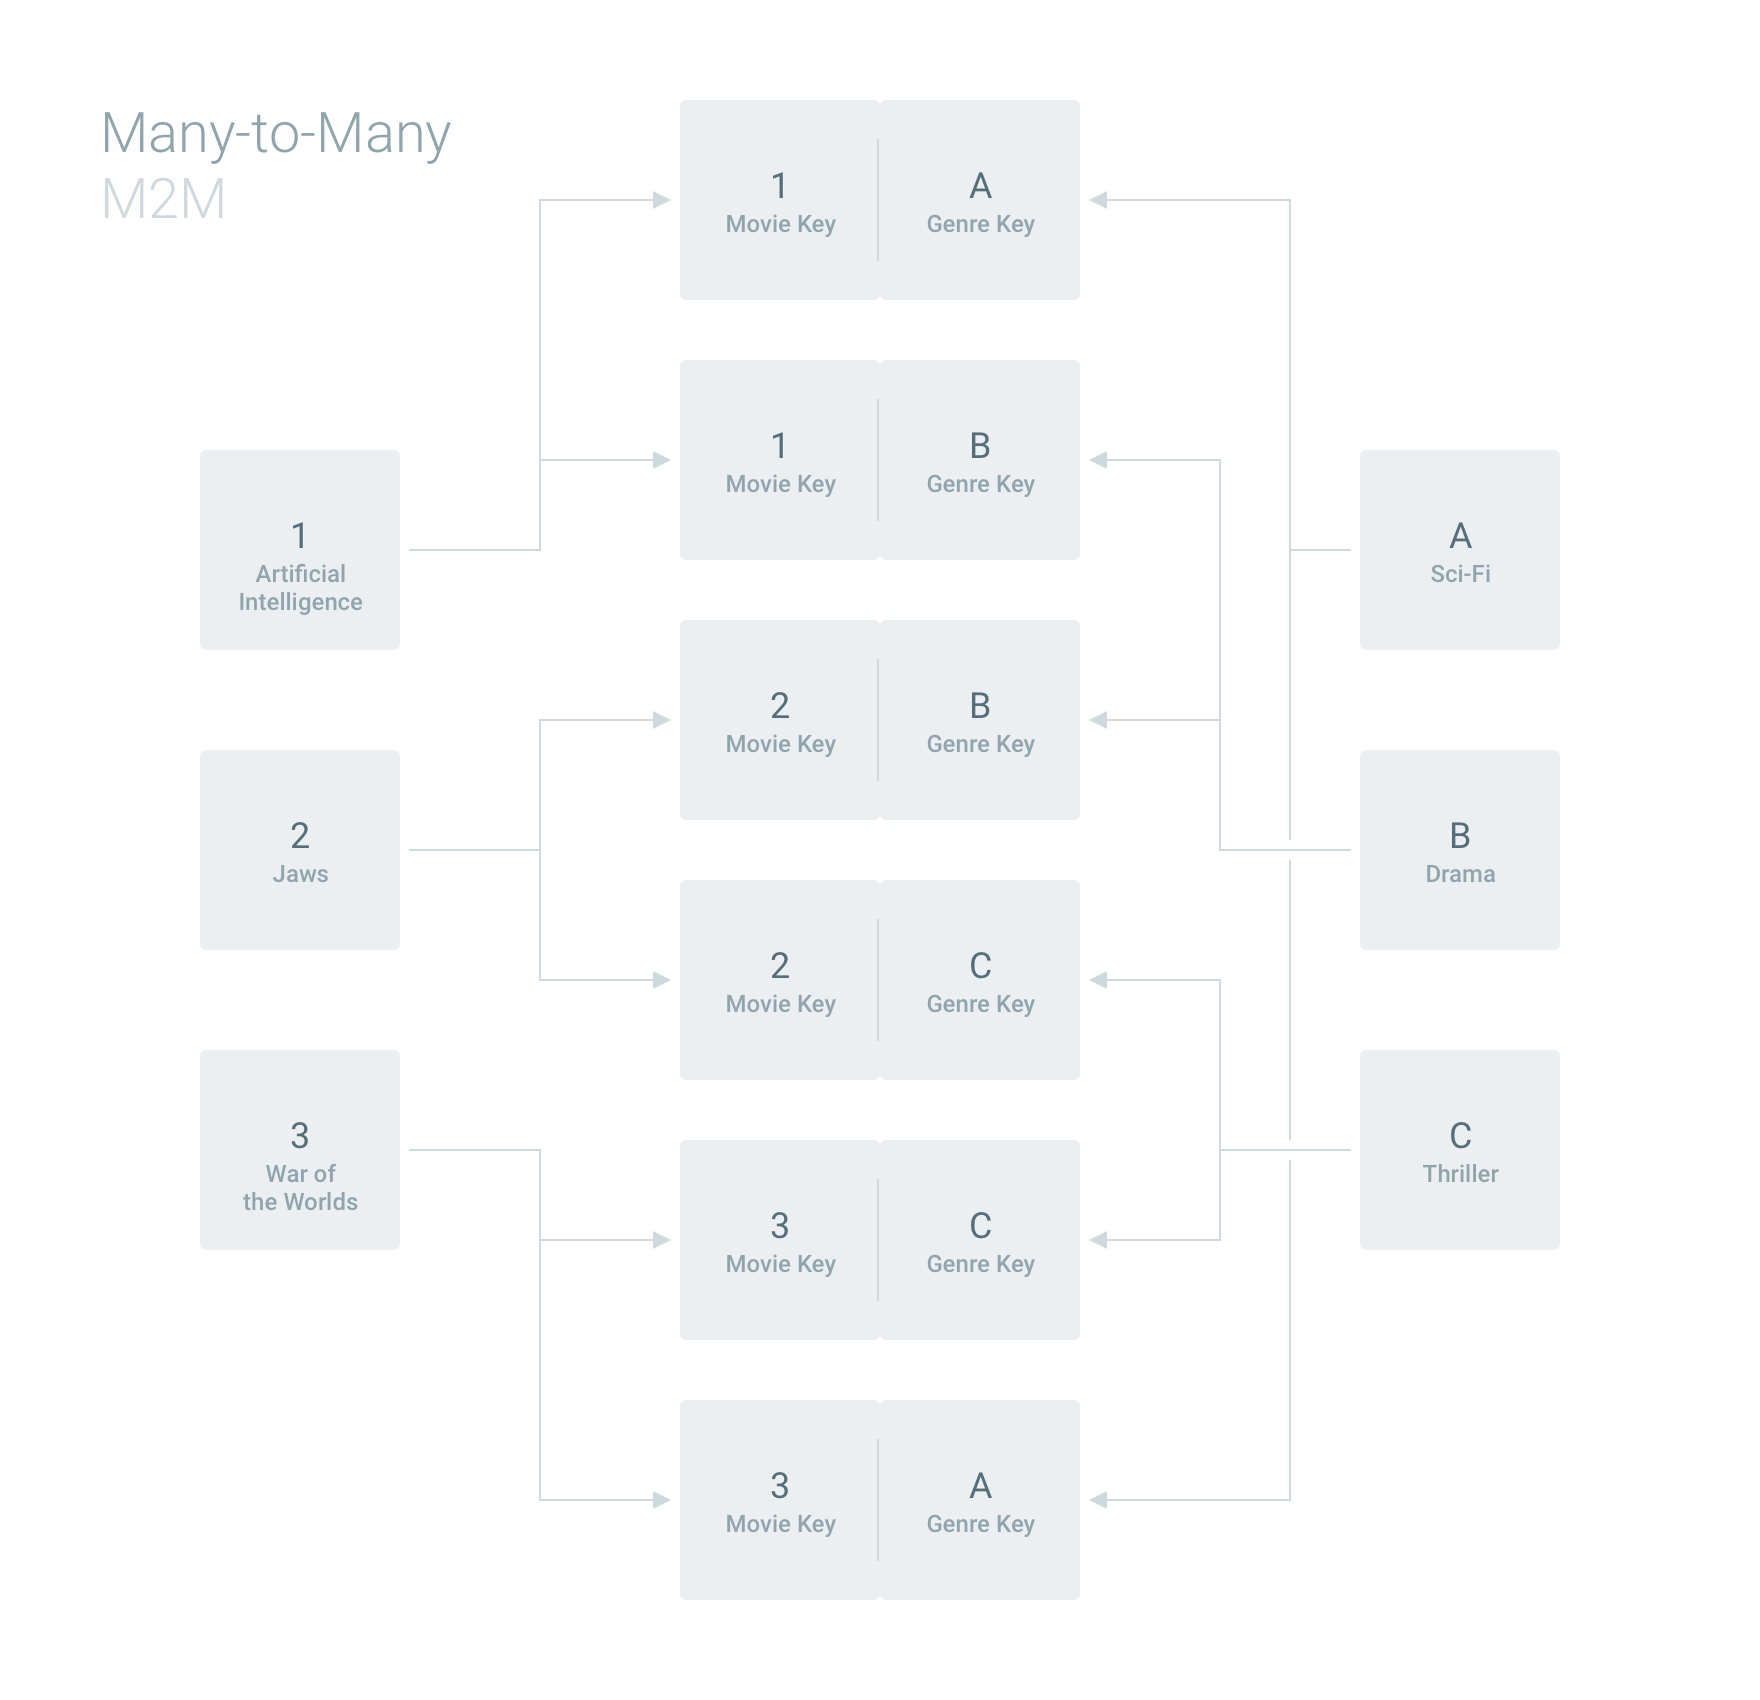 Many-to-Many
M2M
1
Movie Key
A
Genre Key
1
Movie Key
B
Genre Key
1
Artificial
Intelligence
A
Sci-Fi
2
Movie Key
B
Genre Key
2
Jaws
B
Drama
2
Movie Key
C
Genre Key
3
War of
the Worlds
C
Thriller
3
Movie Key
C
Genre Key
3
Movie Key
A
Genre Key